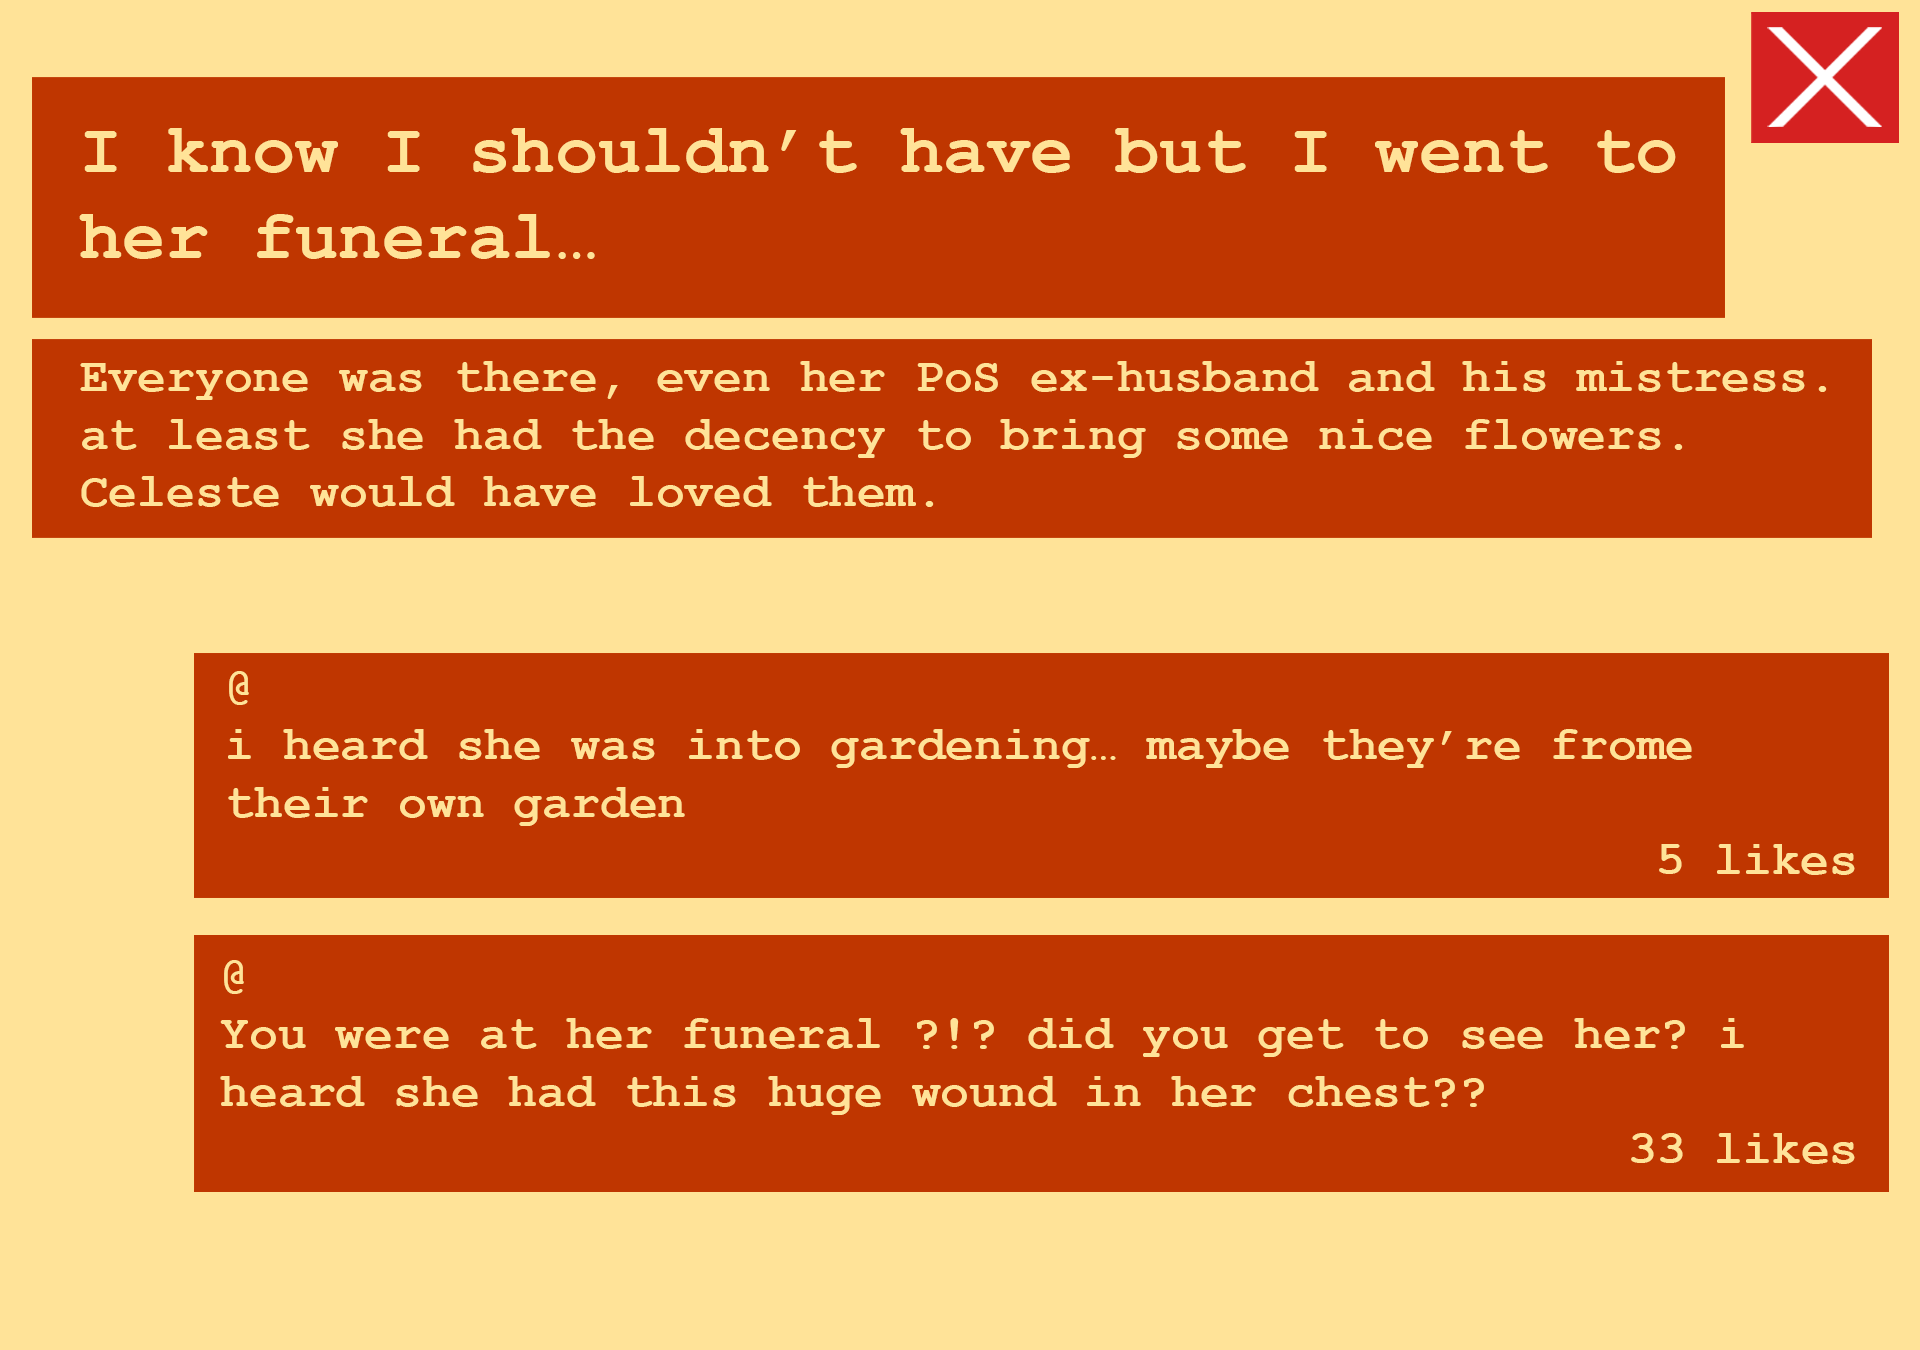 I know I shouldn’t have but I went to
her funeral…
Everyone was there, even her PoS ex-husband and his mistress.
at least she had the decency to bring some nice flowers.
Celeste would have loved them.
@
i heard she was into gardening… maybe they’re frome
their own garden
5 likes
@
You were at her funeral ?!? did you get to see her? i
heard she had this huge wound in her chest??
33 likes